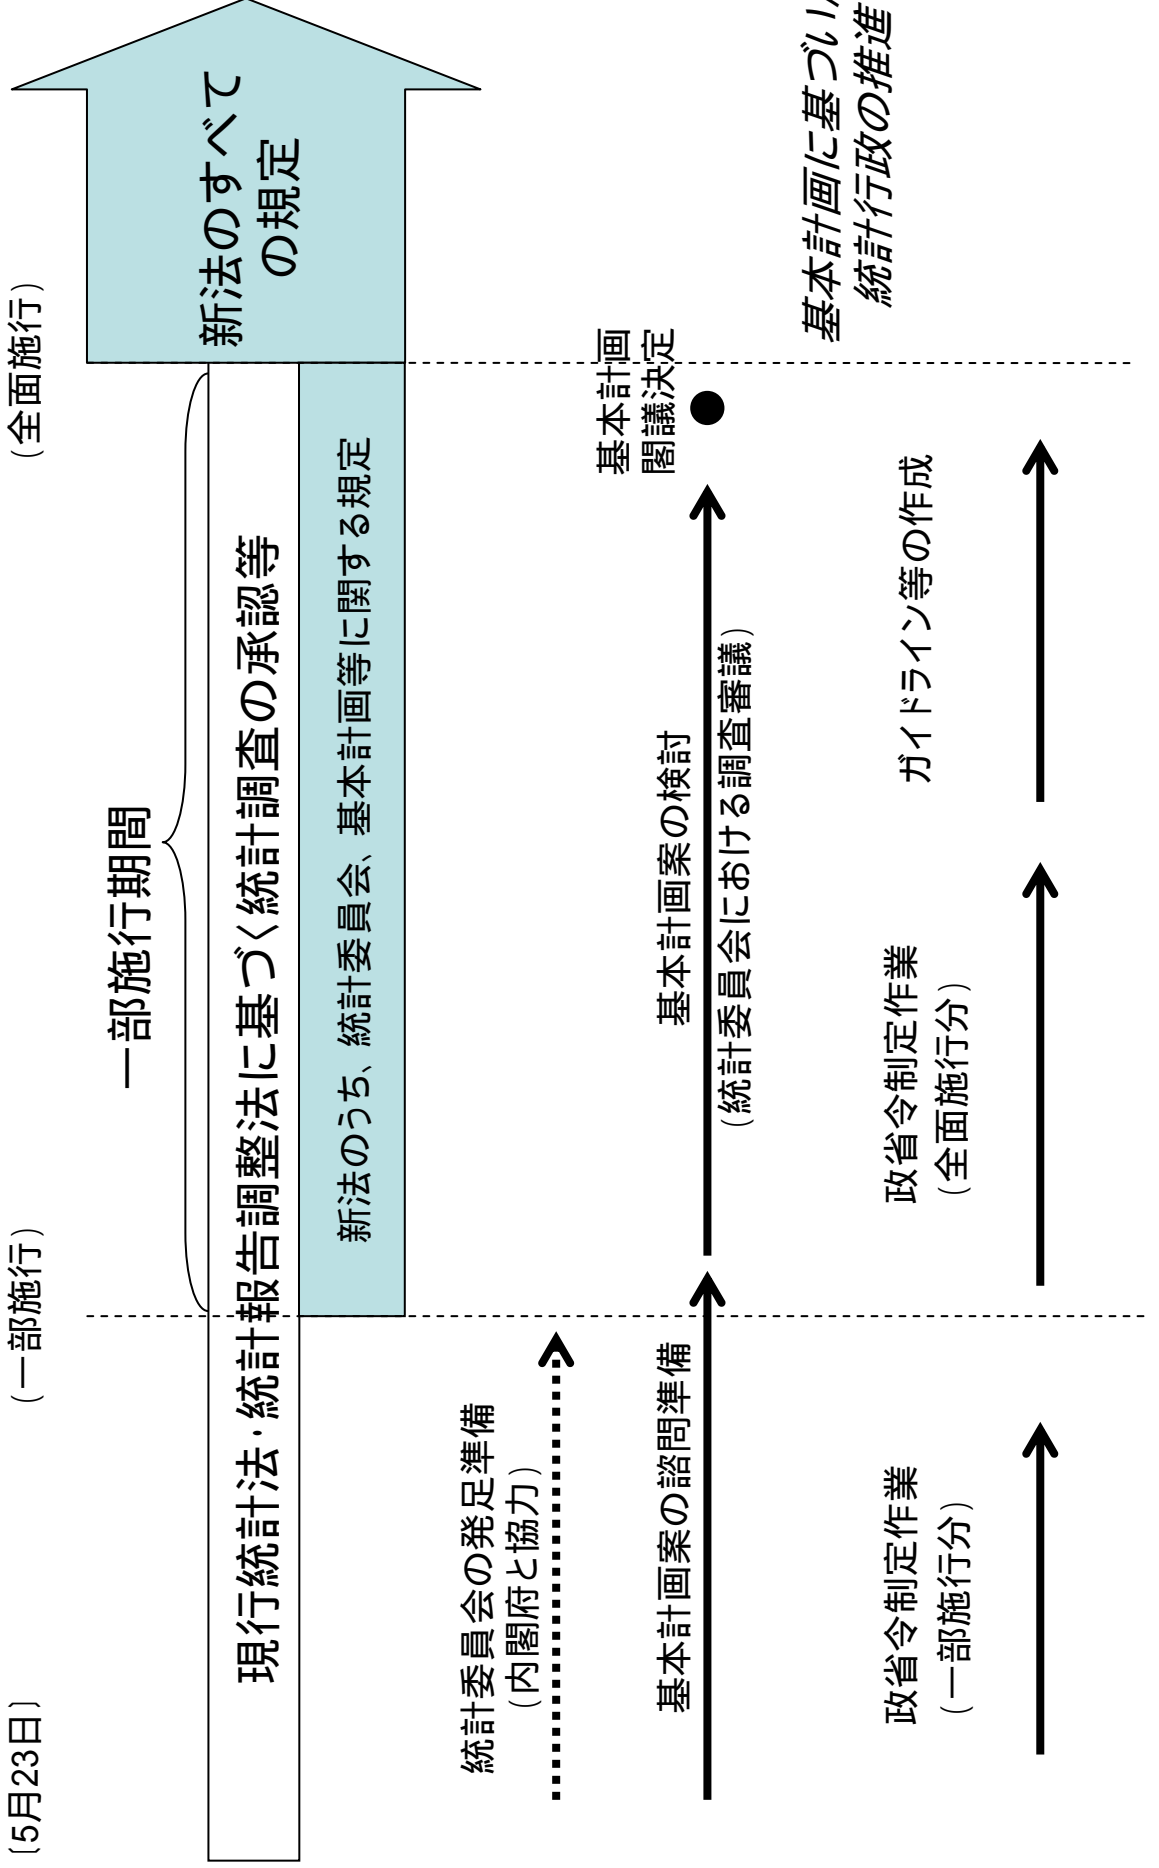 〔5月23日〕
（一部施行）
（全面施行）
一部施行期間
現行統計法・統計報告調整法に基づく統計調査の承認等
新法のうち、統計委員会、基本計画等に関する規定
新法のすべて
の規定
統計委員会の発足準備
（内閣府と協力）
基本計画案の諮問準備
基本計画案の検討
（統計委員会における調査審議）
基本計画
閣議決定
政省令制定作業
（一部施行分）
政省令制定作業
（全面施行分）
ガイドライン等の作成
基本計画に基づい
統計行政の推進